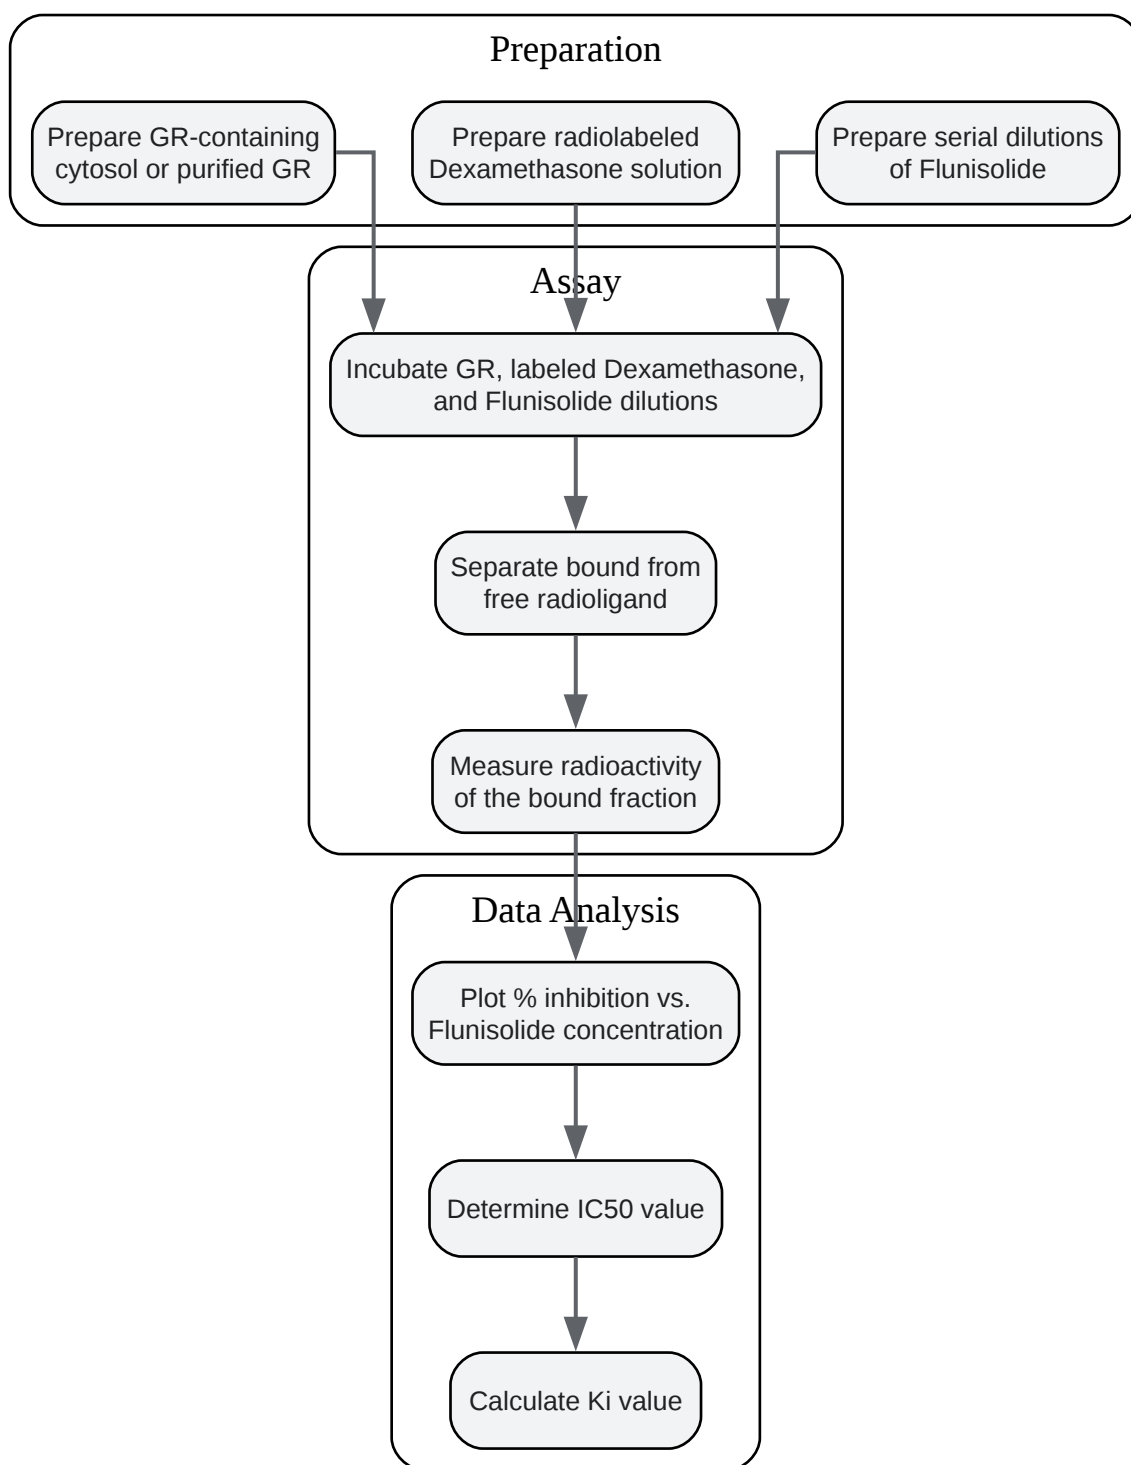 Preparation
Prepare GR-containing
cytosol or purified GR
Prepare radiolabeled
Dexamethasone solution
Prepare serial dilutions
of Flunisolide
Assay
Incubate GR, labeled Dexamethasone,
and Flunisolide dilutions
Separate bound from
free radioligand
Measure radioactivity
of the bound fraction
Data Analysis
Plot % inhibition vs.
Flunisolide concentration
Determine IC50 value
Calculate Ki value